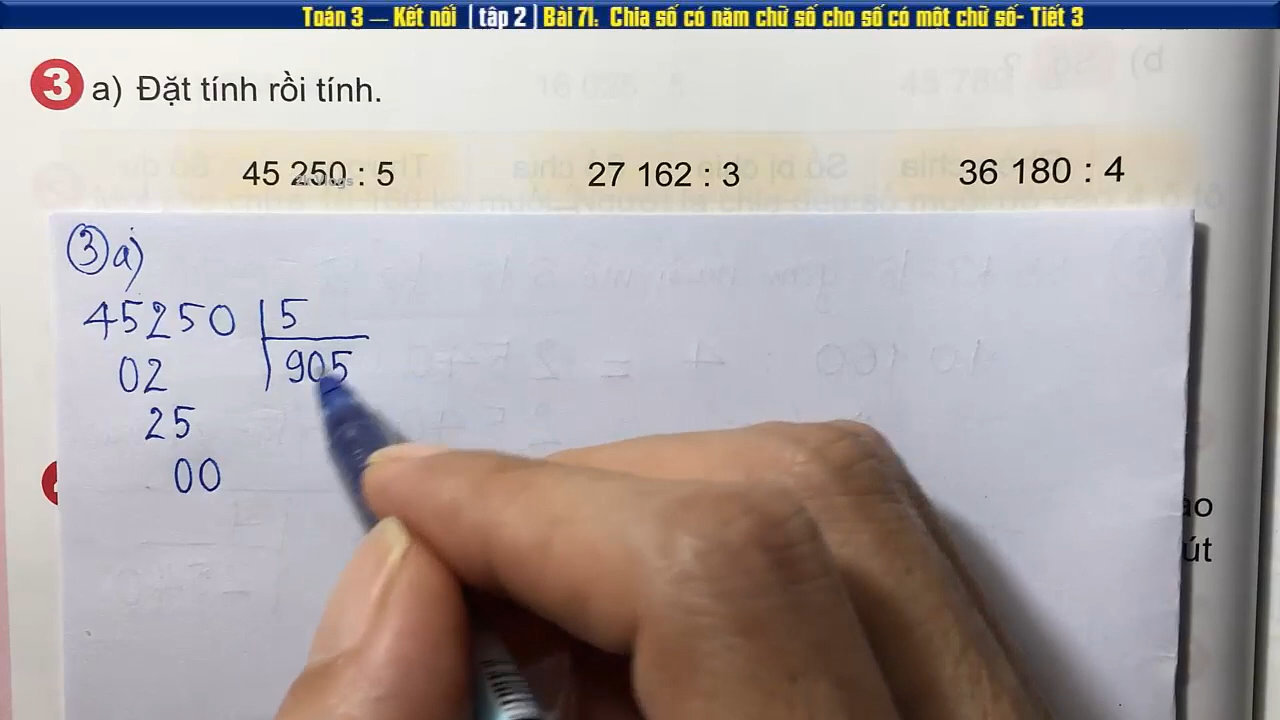 Toán 3 – Kết nối [ tập 2 ] Bài 71: Chia số có năm chữ số cho số có một chữ số- Tiết 3
3 a) Đặt tính rồi tính.
45 250 : 5 27 162 : 3 36 180 : 4
3 a)
45250 5
02 905
25
00
út